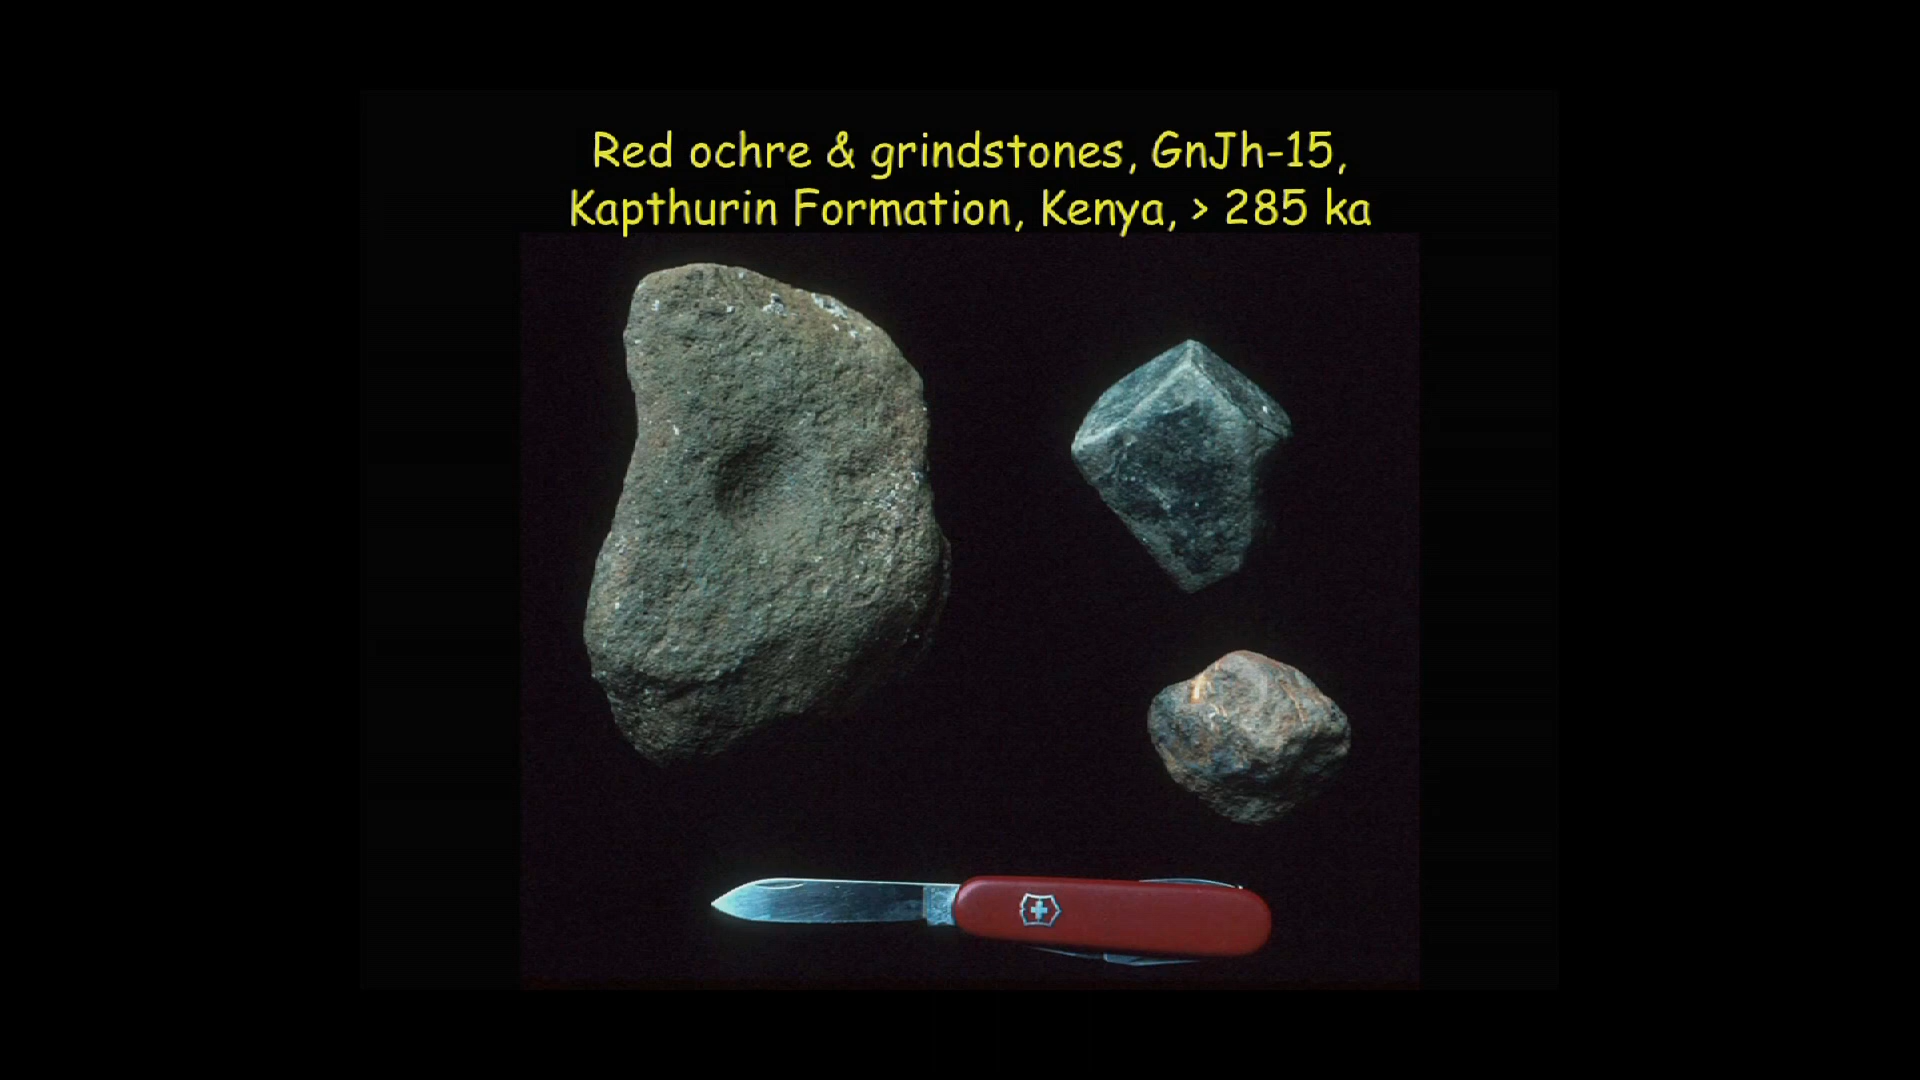 Red ochre & grindstones, GnJh-15,
Kapthurin Formation, Kenya, > 285 ka